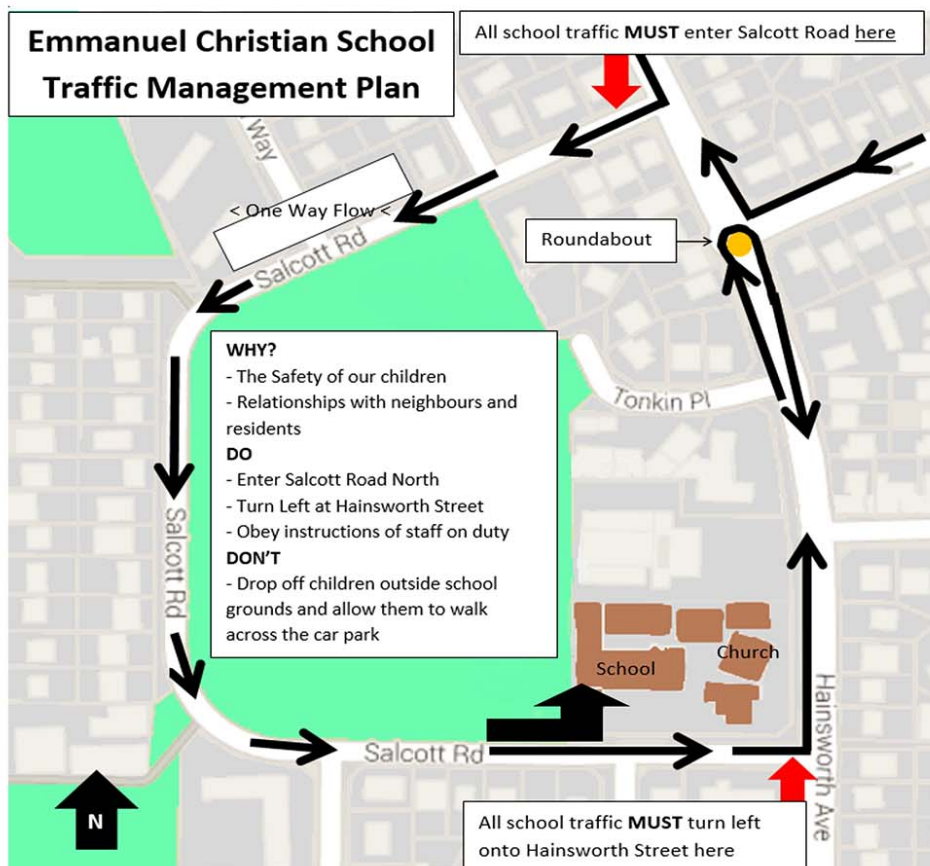 Emmanuel Christian School
Traffic Management Plan
All school traffic MUST enter Salcott Road here
Way
< One Way Flow <
Salcott Rd
Roundabout
WHY?
- The Safety of our children
- Relationships with neighbours and
residents
DO
- Enter Salcott Road North
- Turn Left at Hainsworth Street
- Obey instructions of staff on duty
DON'T
- Drop off children outside school
grounds and allow them to walk
across the car park
Tonkin Pl
Salcott Rd
School
Church
Hainsworth Ave
Salcott Rd
N
All school traffic MUST turn left
onto Hainsworth Street here